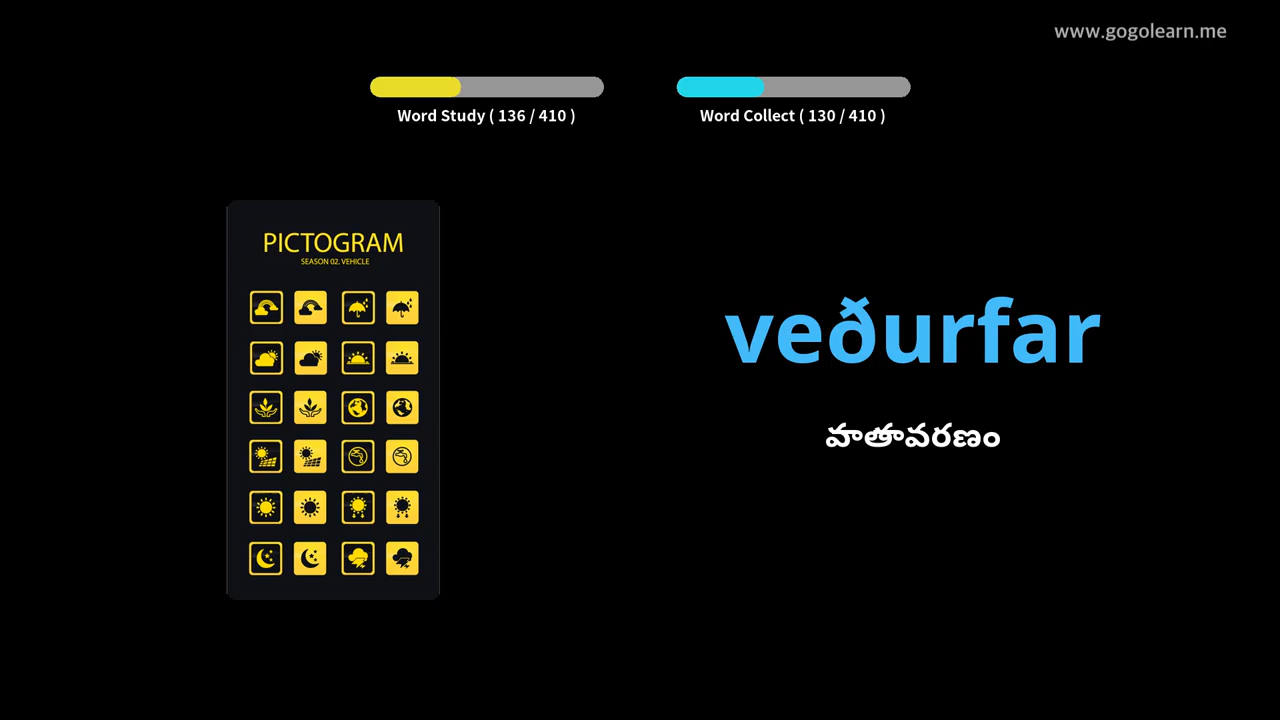 www.gogolearn.me
Word Study ( 136 / 410 )
Word Collect ( 130 / 410 )
PICTOGRAM
SEASON 02. VEHICLE
veðurfar
వాతావరణం